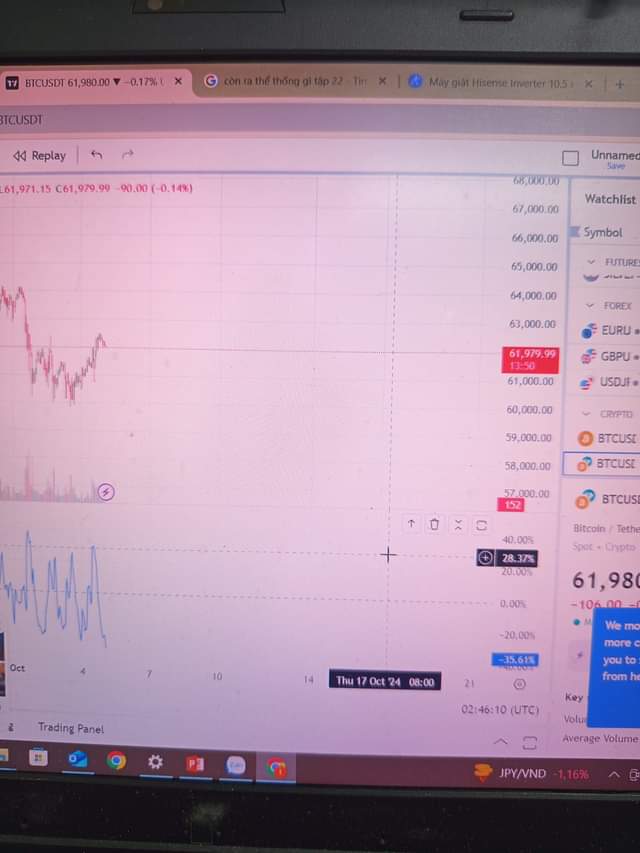 BTCUSDT 61,980.00 ▼ −0.17%
còn ra thể thống gì tập 22 - Tìm
Máy giặt Hisense Inverter 10.5
BTCUSDT
Replay
Unnamed
Save
L61,971.15 C61,979.99 −90.00 (−0.14%)
68,000.00
67,000.00
66,000.00
65,000.00
64,000.00
63,000.00
61,979.99
13:50
61,000.00
60,000.00
59,000.00
58,000.00
57,000.00
152
40.00%
28.37%
20.00%
0.00%
−20.00%
−35.61%
Oct
4
7
10
14
Thu 17 Oct '24 08:00
21
02:46:10 (UTC)
Trading Panel
Watchlist
Symbol
FUTURES
FOREX
EURU
GBPU
USDJP
CRYPTO
BTCUSD
BTCUSD
BTCUSD
Bitcoin / Tethe
Spot • Crypto
61,980
−106.00
We mo
more c
you to
from he
Key
Volu
Average Volume
JPY/VND -1,16%